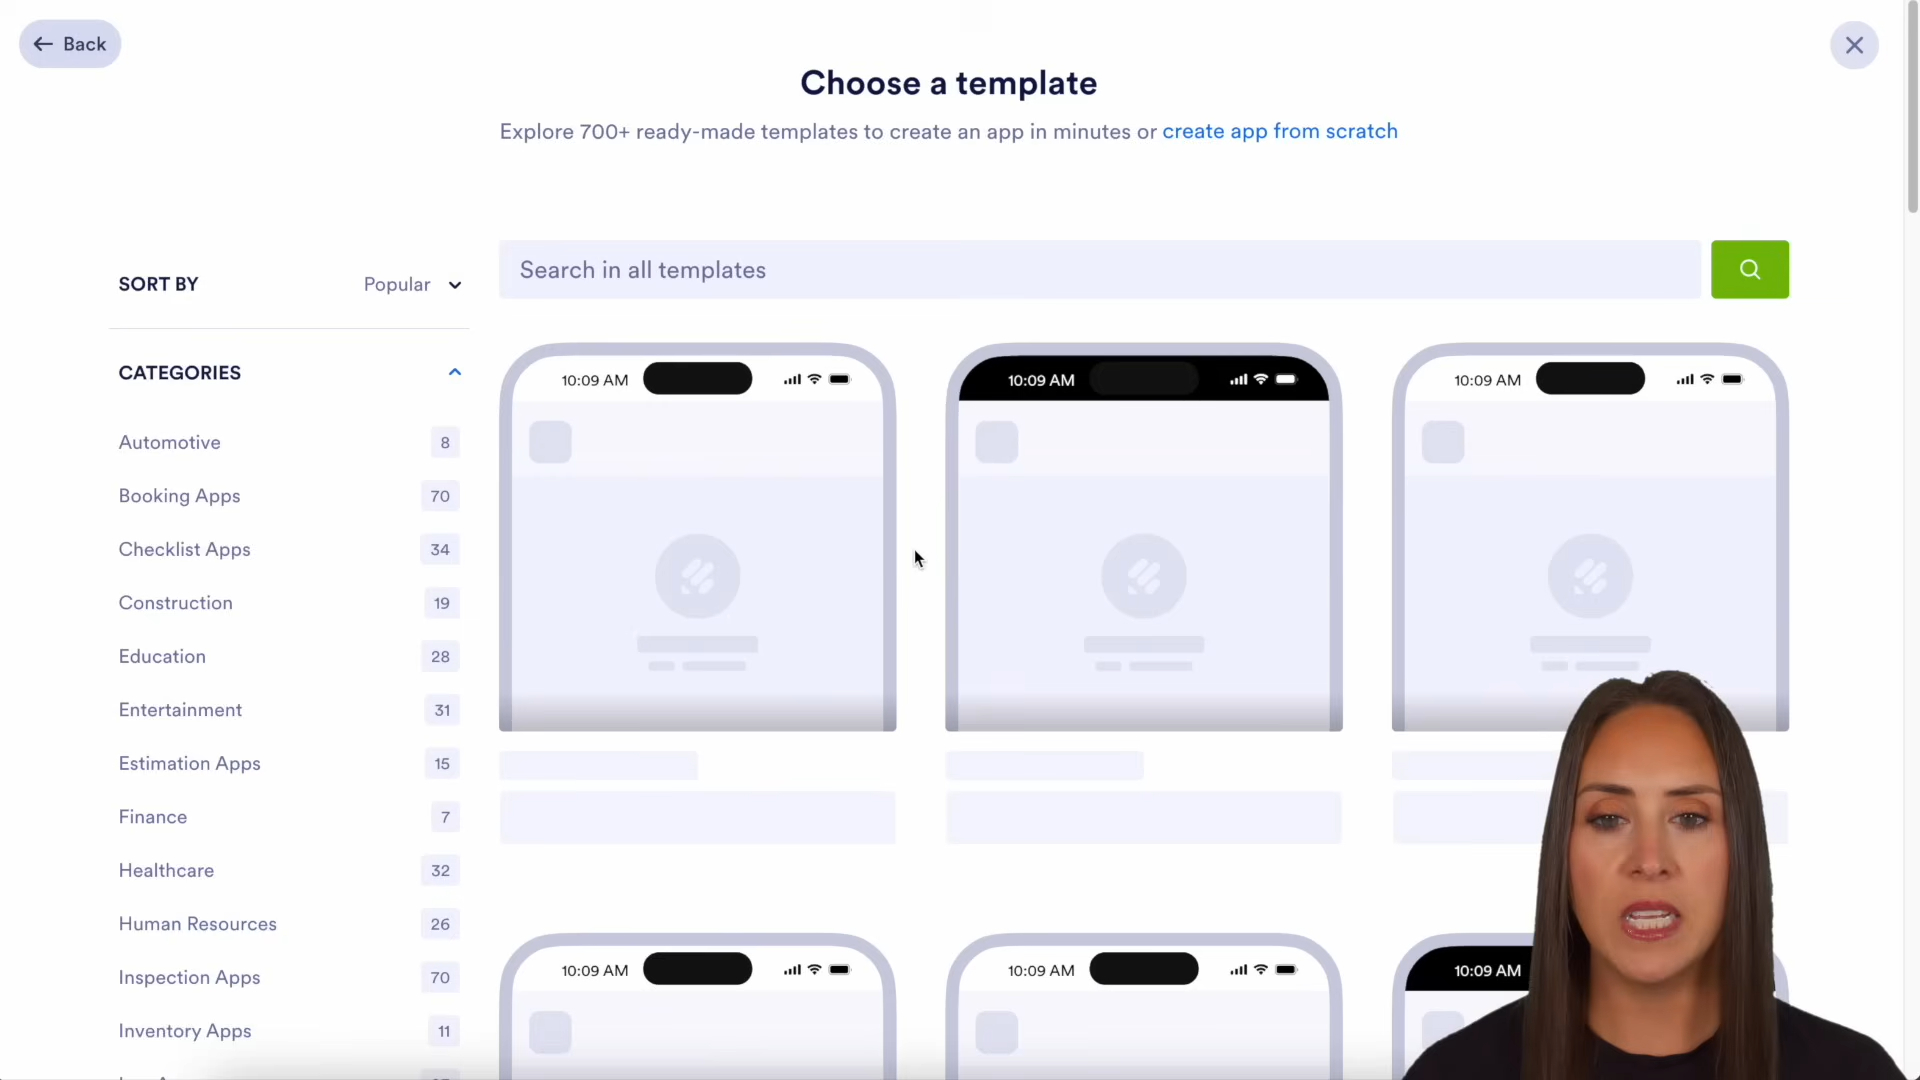 Back
Choose a template
Explore 700+ ready-made templates to create an app in minutes or create app from scratch
SORT BY Popular
Search in all templates
CATEGORIES
Automotive 8
Booking Apps 70
Checklist Apps 34
Construction 19
Education 28
Entertainment 31
Estimation Apps 15
Finance 7
Healthcare 32
Human Resources 26
Inspection Apps 70
Inventory Apps 11
10:09 AM
10:09 AM
10:09 AM
10:09 AM
10:09 AM
10:09 AM